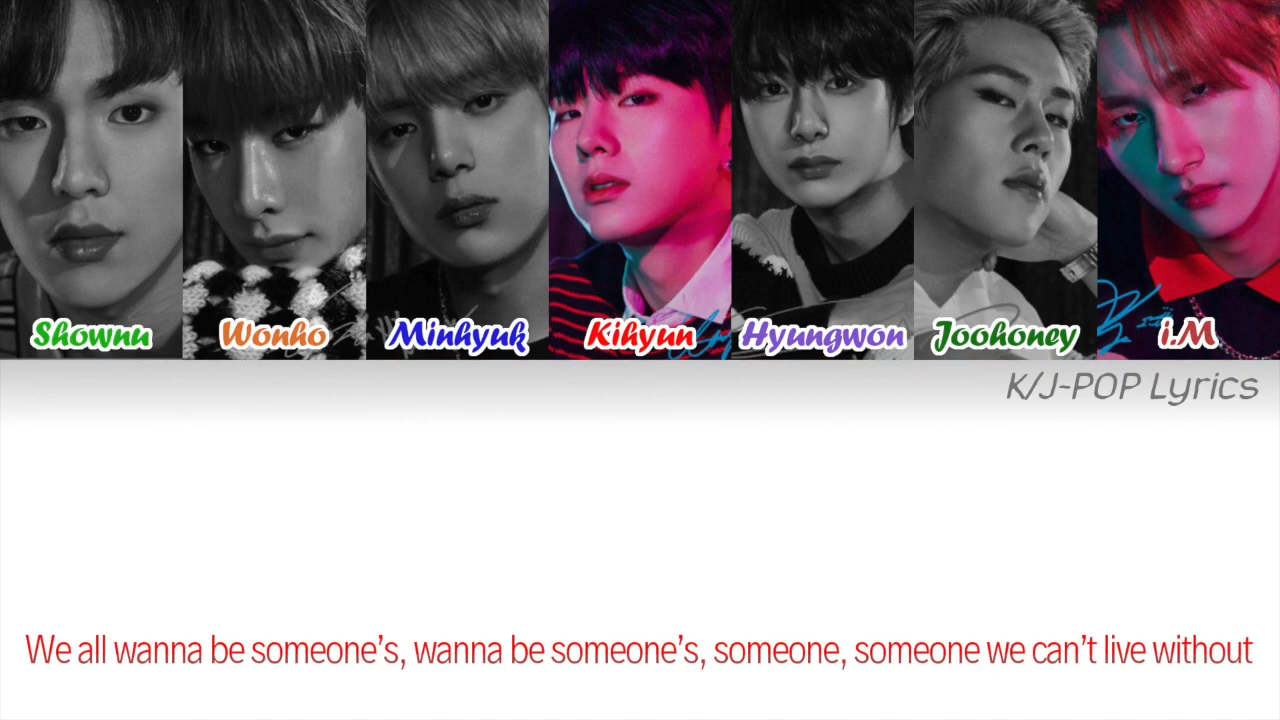 Shownu
Wonho
Minhyuk
Kihyun
Hyungwon
Joohoney
i.M
K/J-POP Lyrics
We all wanna be someone's, wanna be someone's, someone, someone we can't live without